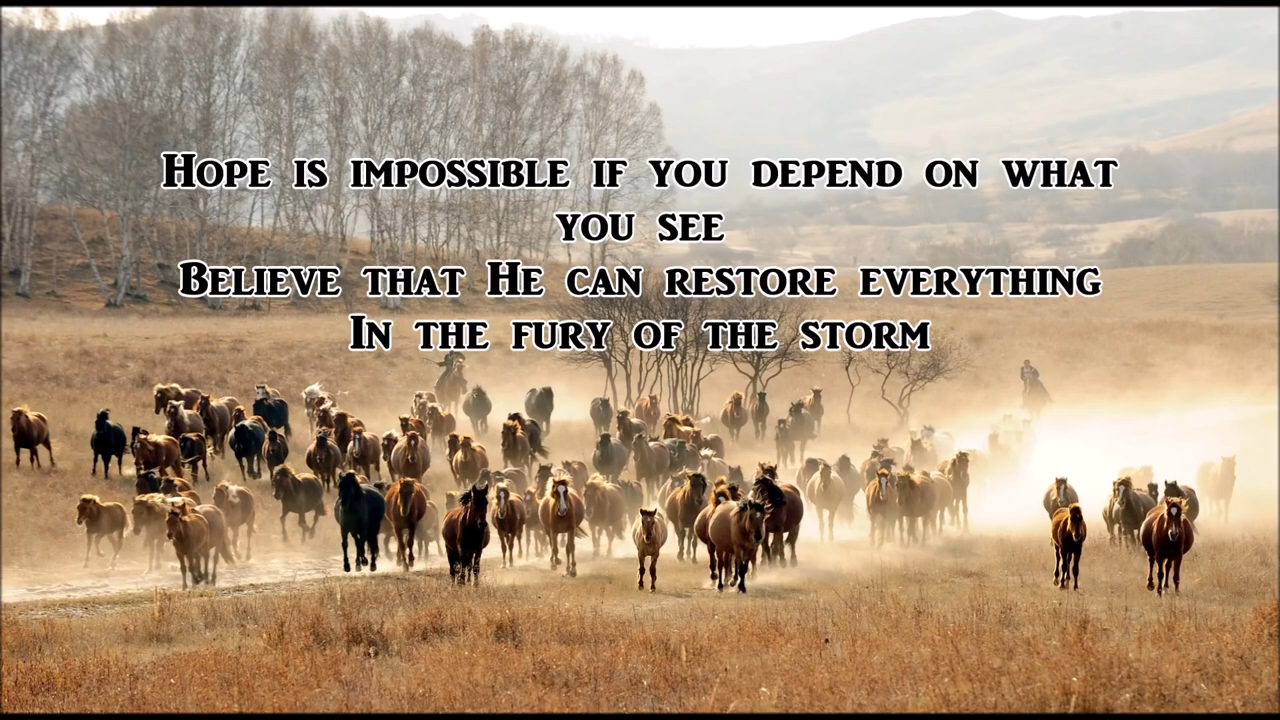 Hope is impossible if you depend on what
you see
Believe that He can restore everything
In the fury of the storm